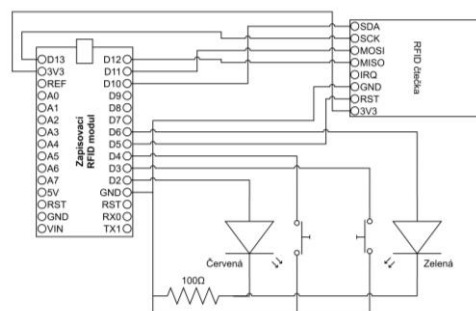 D13
3V3
REF
A0
A1
A2
A3
A4
A5
A6
A7
5V
RST
GND
VIN
Zapisovací
RFID modul
D12
D11
D10
D9
D8
D7
D6
D5
D4
D3
D2
GND
RST
RX0
TX1
SDA
SCK
MOSI
MISO
IRQ
GND
RST
3V3
RFID čtečka
Červená
Zelená
100Ω